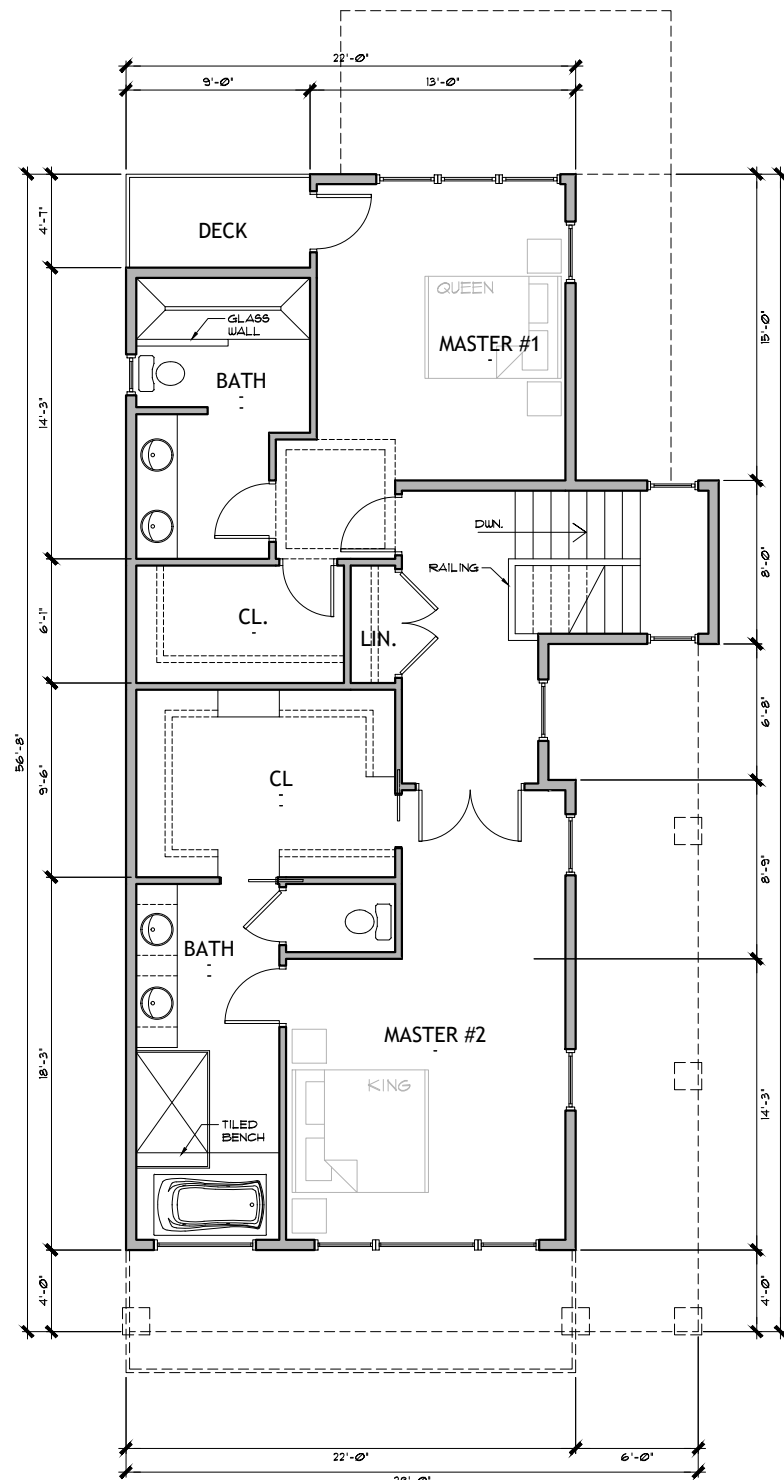 22'-0"
9'-0"
13'-0"
4'-7"
DECK
QUEEN
MASTER #1
GLASS
WALL
BATH
15'-0"
14'-3"
DWN.
RAILING
8'-0"
CL.
LIN.
6'-1"
6'-8"
56'-8"
9'-6"
CL
8'-9"
BATH
MASTER #2
KING
18'-3"
14'-3"
TILED
BENCH
4'-0"
4'-0"
22'-0"
6'-0"
28'-0"